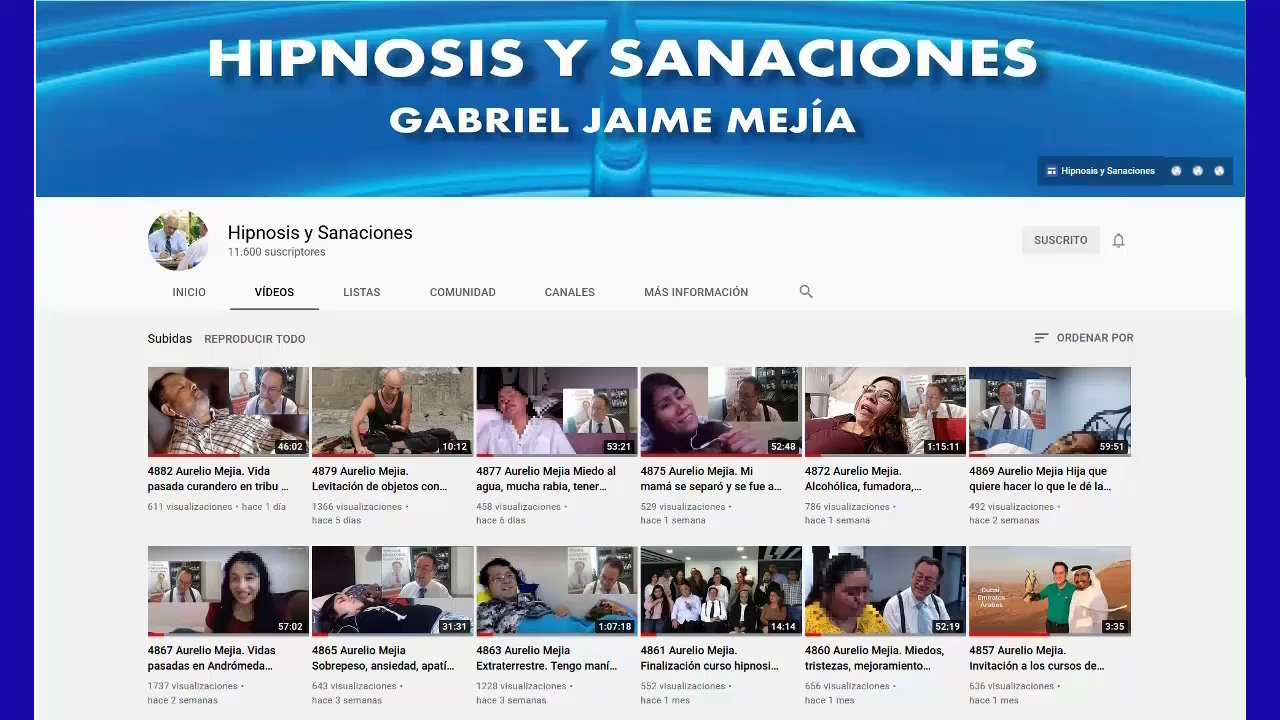 HIPNOSIS Y SANACIONES
GABRIEL JAIME MEJÍA
Hipnosis y Sanaciones
Hipnosis y Sanaciones
11.600 suscriptores
SUSCRITO
INICIO VÍDEOS LISTAS COMUNIDAD CANALES MÁS INFORMACIÓN
Subidas REPRODUCIR TODO ORDENAR POR
46:02 10:12 53:21 52:48 1:15:11 59:51
4882 Aurelio Mejia. Vida
pasada curandero en tribu ...
611 visualizaciones • hace 1 día
4879 Aurelio Mejia.
Levitación de objetos con...
1366 visualizaciones •
hace 5 días
4877 Aurelio Mejia Miedo al
agua, mucha rabia, tener...
458 visualizaciones •
hace 6 días
4875 Aurelio Mejia. Mi
mamá se separó y se fue a...
529 visualizaciones •
hace 1 semana
4872 Aurelio Mejia.
Alcohólica, fumadora,...
786 visualizaciones •
hace 1 semana
4869 Aurelio Mejia Hija que
quiere hacer lo que le dé la...
492 visualizaciones •
hace 2 semanas
Dubai,
Emiratos
Arabes
57:02 31:31 1:07:18 14:14 52:19 3:35
4867 Aurelio Mejia. Vidas
pasadas en Andrómeda...
1737 visualizaciones •
hace 2 semanas
4865 Aurelio Mejia
Sobrepeso, ansiedad, apatí...
643 visualizaciones •
hace 3 semanas
4863 Aurelio Mejia
Extraterrestre. Tengo maní...
1228 visualizaciones •
hace 3 semanas
4861 Aurelio Mejia.
Finalización curso hipnosi...
552 visualizaciones •
hace 1 mes
4860 Aurelio Mejia. Miedos,
tristezas, mejoramiento...
656 visualizaciones •
hace 1 mes
4857 Aurelio Mejia.
Invitación a los cursos de...
636 visualizaciones •
hace 1 mes